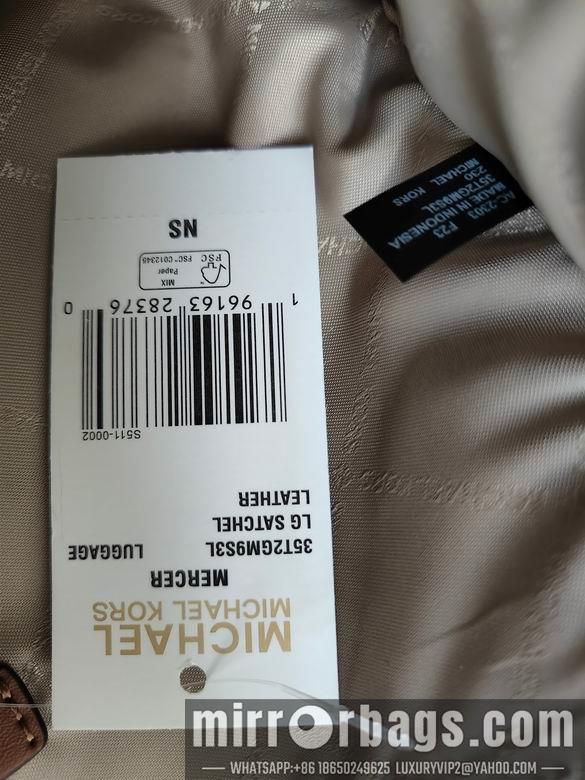 MICHAEL
MICHAEL KORS
MERCER
35T2GM9S3L LUGGAGE
LG SATCHEL
LEATHER
S511-0002
1 96163 28376 0
MIX
Paper
FSC™ C012345
FSC
NS
MICHAEL KORS
230
35T2GM9S3L
MADE IN INDONESIA
AC-2303
F23
mirrorbags.com
WHATSAPP:+86 18650249625 LUXURYVIP2@YAHOO.COM